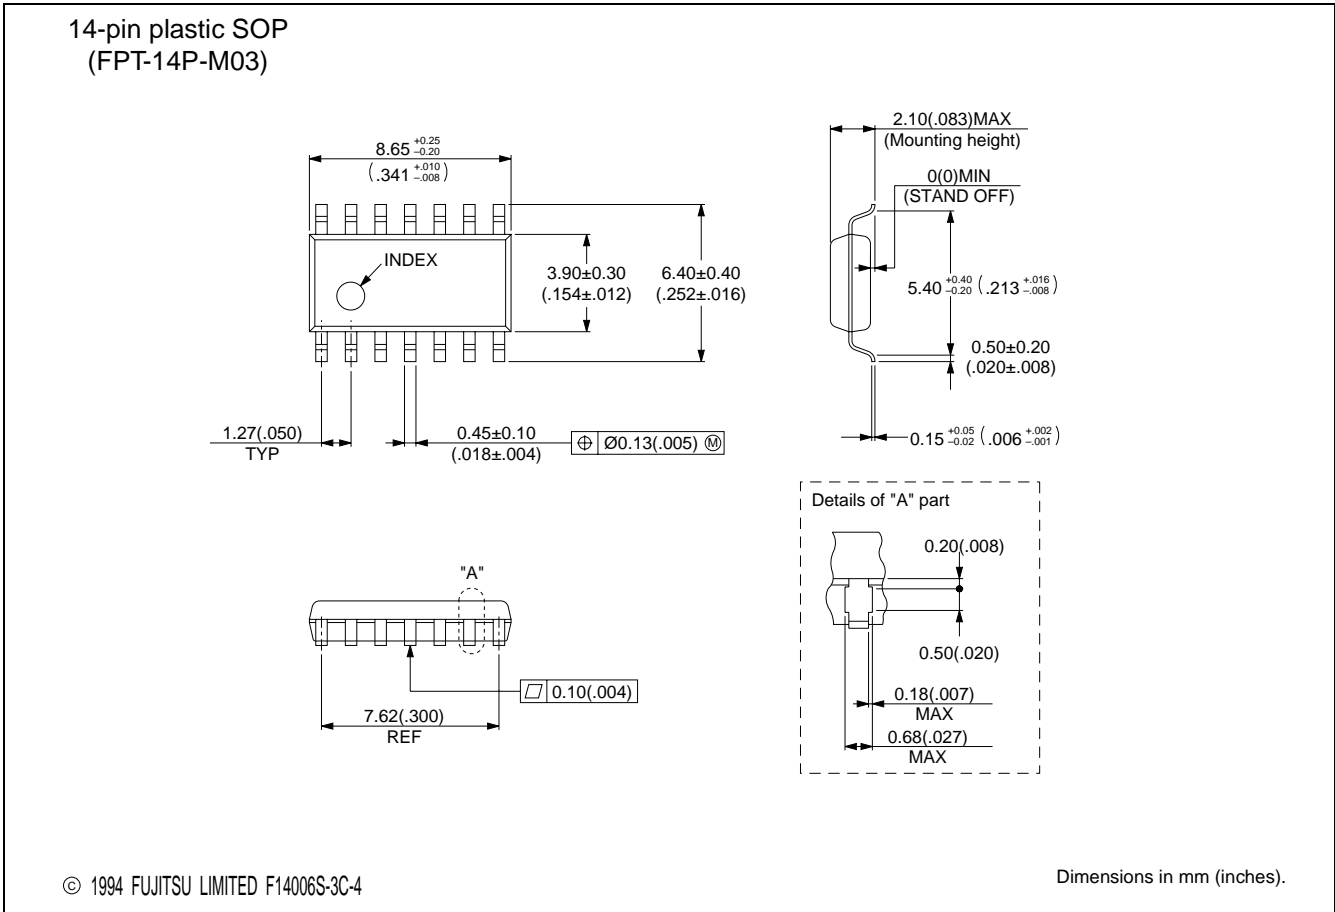 14-pin plastic SOP
(FPT-14P-M03)
8.65 +0.25 –0.20
(.341 +.010 –.008)
INDEX
3.90±0.30
(.154±.012)
6.40±0.40
(.252±.016)
1.27(.050)
TYP
0.45±0.10
(.018±.004)
⌖ Ø0.13(.005) Ⓜ
2.10(.083)MAX
(Mounting height)
0(0)MIN
(STAND OFF)
5.40 +0.40 –0.20 (.213 +.016 –.008)
0.50±0.20
(.020±.008)
0.15 +0.05 –0.02 (.006 +.002 –.001)
"A"
⏥ 0.10(.004)
7.62(.300)
REF
Details of "A" part
0.20(.008)
0.50(.020)
0.18(.007)
MAX
0.68(.027)
MAX
© 1994 FUJITSU LIMITED F14006S-3C-4
Dimensions in mm (inches).